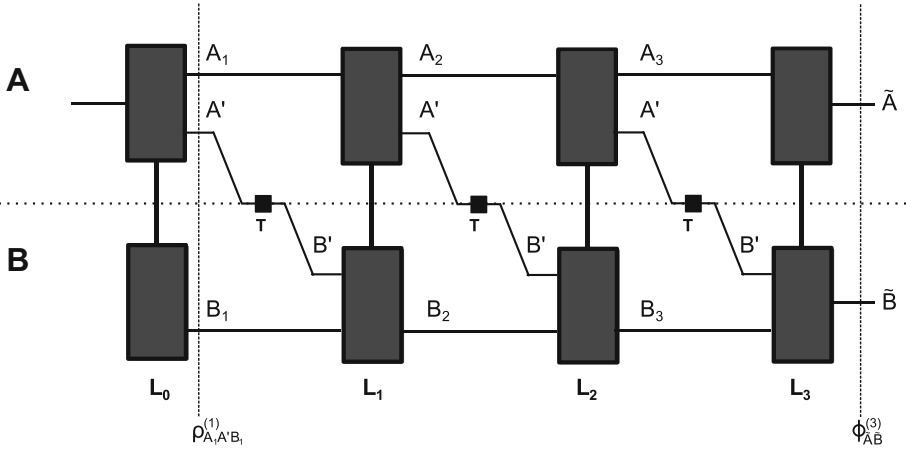 A A₁ A₂ A₃ Ã
A' A' A'
T T T
B' B' B'
B B₁ B₂ B₃ B̃
L₀ L₁ L₂ L₃
ρ⁽¹⁾A₁A'B₁ ϕ⁽³⁾ÃB̃